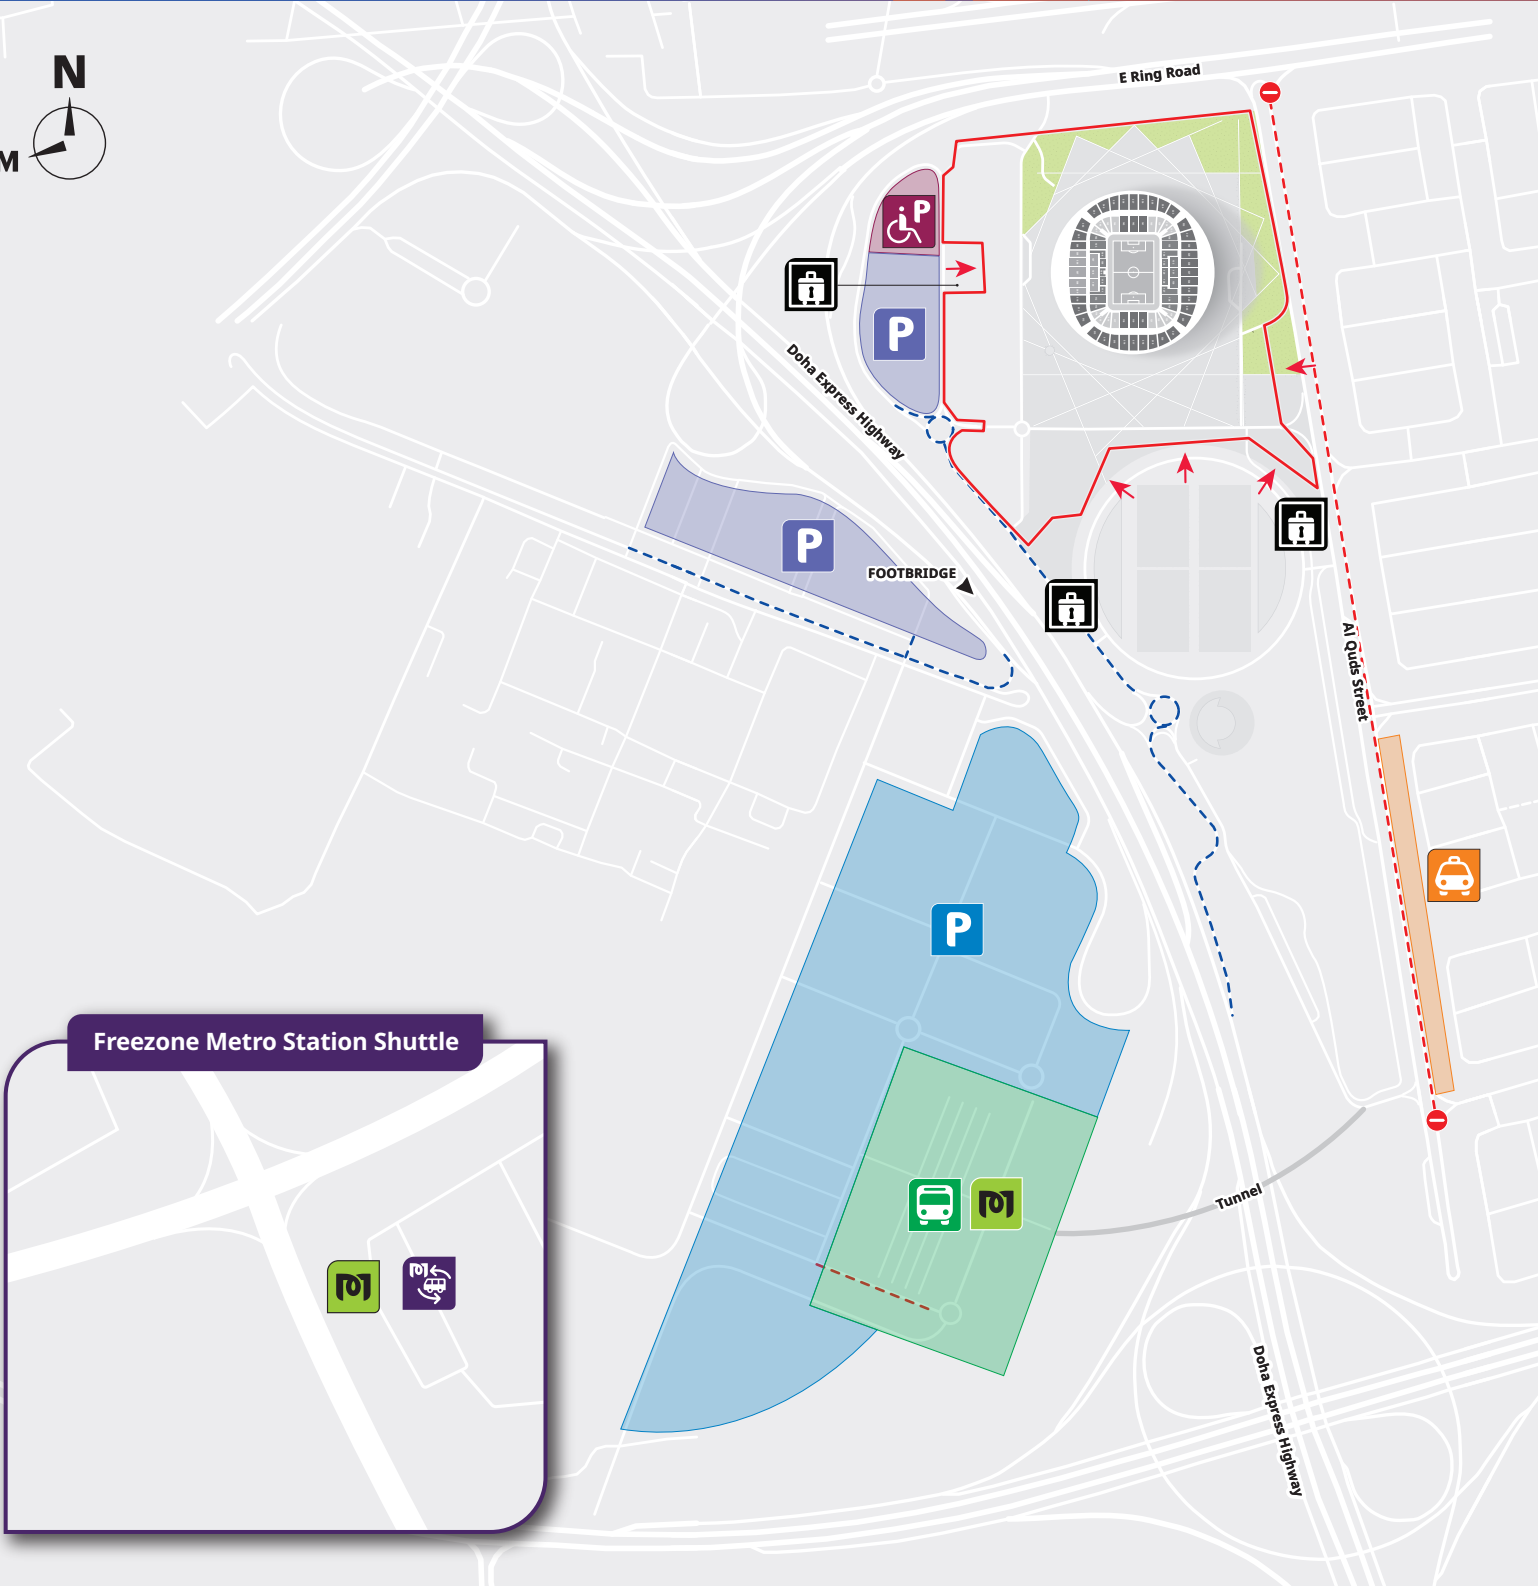 N
M
E Ring Road
P
P
Doha Express Highway
P
FOOTBRIDGE
Al Quds Street
P
Freezone Metro Station Shuttle
Tunnel
Doha Express Highway